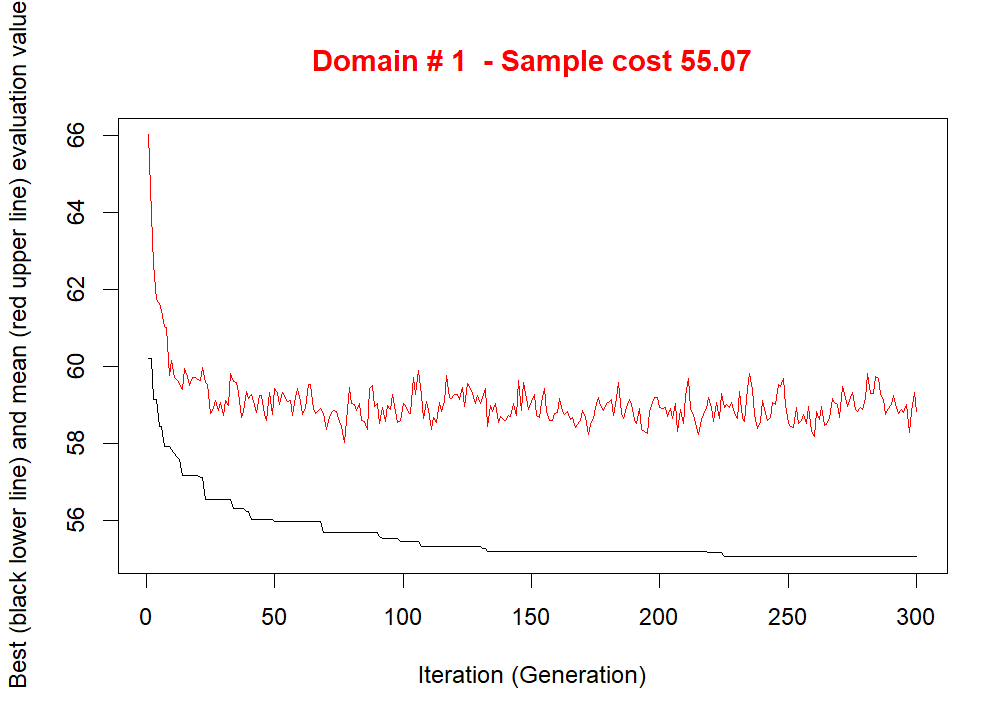 Domain # 1  - Sample cost 55.07
Best (black lower line) and mean (red upper line) evaluation value
66
64
62
60
58
56
0 50 100 150 200 250 300
Iteration (Generation)